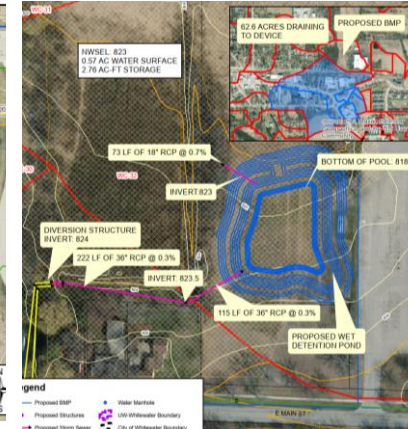 WC-31
NWSEL: 823
0.57 AC WATER SURFACE
2.76 AC-FT STORAGE
62.6 ACRES DRAINING
TO DEVICE
PROPOSED BMP
73 LF OF 18" RCP @ 0.7%
WC-32
INVERT:823
BOTTOM OF POOL: 818
DIVERSION STRUCTURE
INVERT: 824
222 LF OF 36" RCP @ 0.3%
INVERT: 823.5
115 LF OF 36" RCP @ 0.3%
PROPOSED WET
DETENTION POND
E MAIN ST
egend
Proposed BMP
Water Manhole
Proposed Structures
UW-Whitewater Boundary
Proposed Storm Sewer
City of Whitewater Boundary